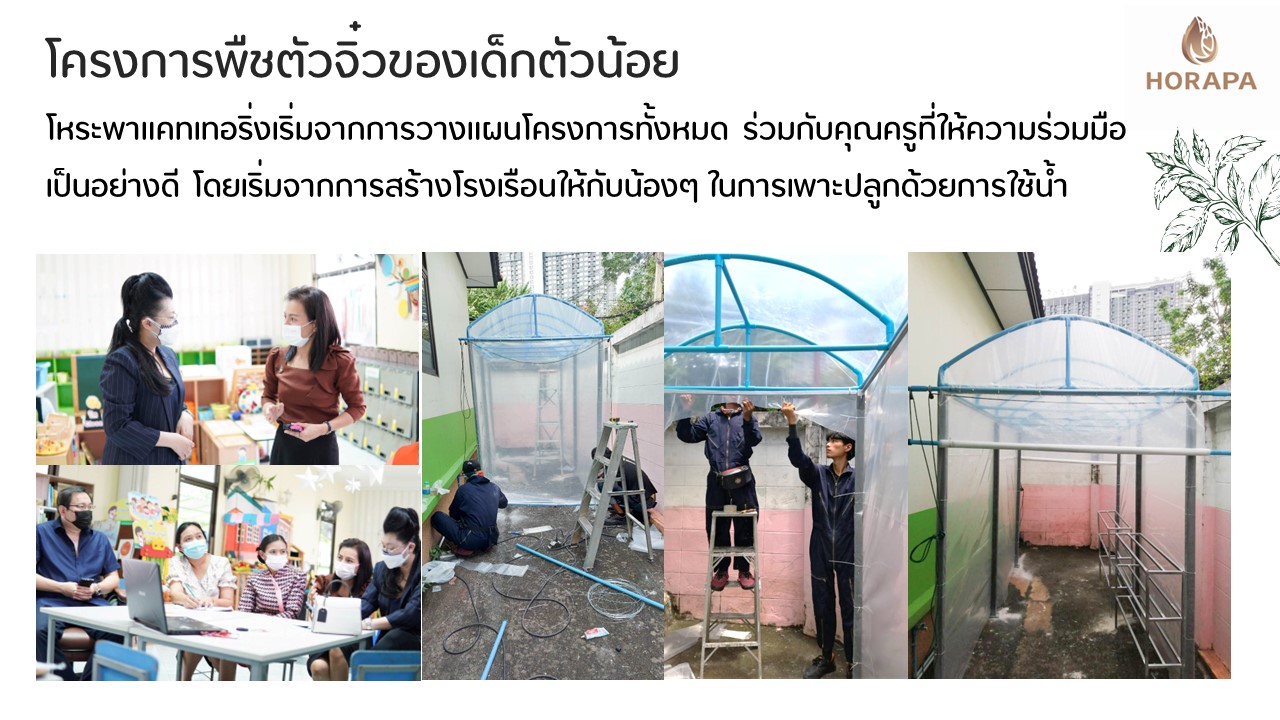 โครงการพืชตัวจิ๋วของเด็กตัวน้อย
HORAPA
โหระพาแคทเทอริ่งเริ่มจากการวางแผนโครงการทั้งหมด ร่วมกับคุณครูที่ให้ความร่วมมือ
เป็นอย่างดี โดยเริ่มจากการสร้างโรงเรือนให้กับน้องๆ ในการเพาะปลูกด้วยการใช้น้ำ